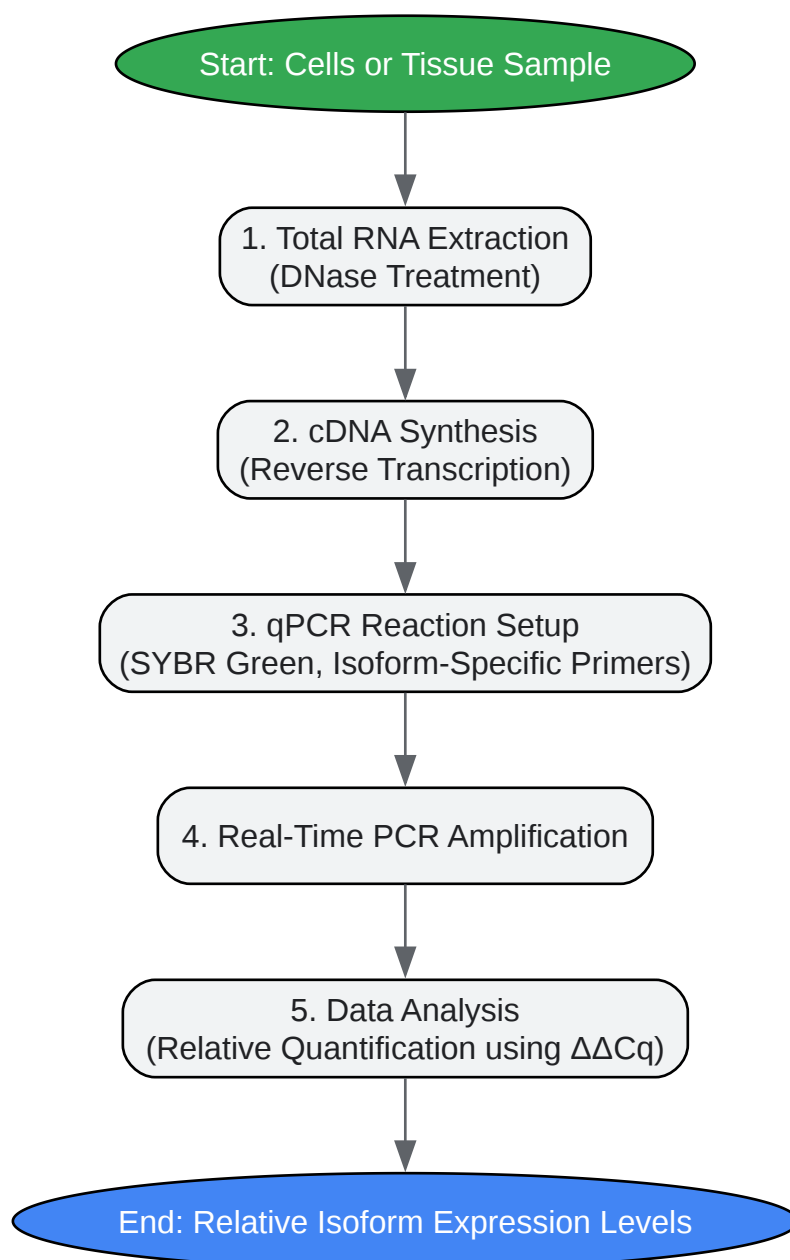 Start: Cells or Tissue Sample
1. Total RNA Extraction
(DNase Treatment)
2. cDNA Synthesis
(Reverse Transcription)
3. qPCR Reaction Setup
(SYBR Green, Isoform-Specific Primers)
4. Real-Time PCR Amplification
5. Data Analysis
(Relative Quantification using ΔΔCq)
End: Relative Isoform Expression Levels